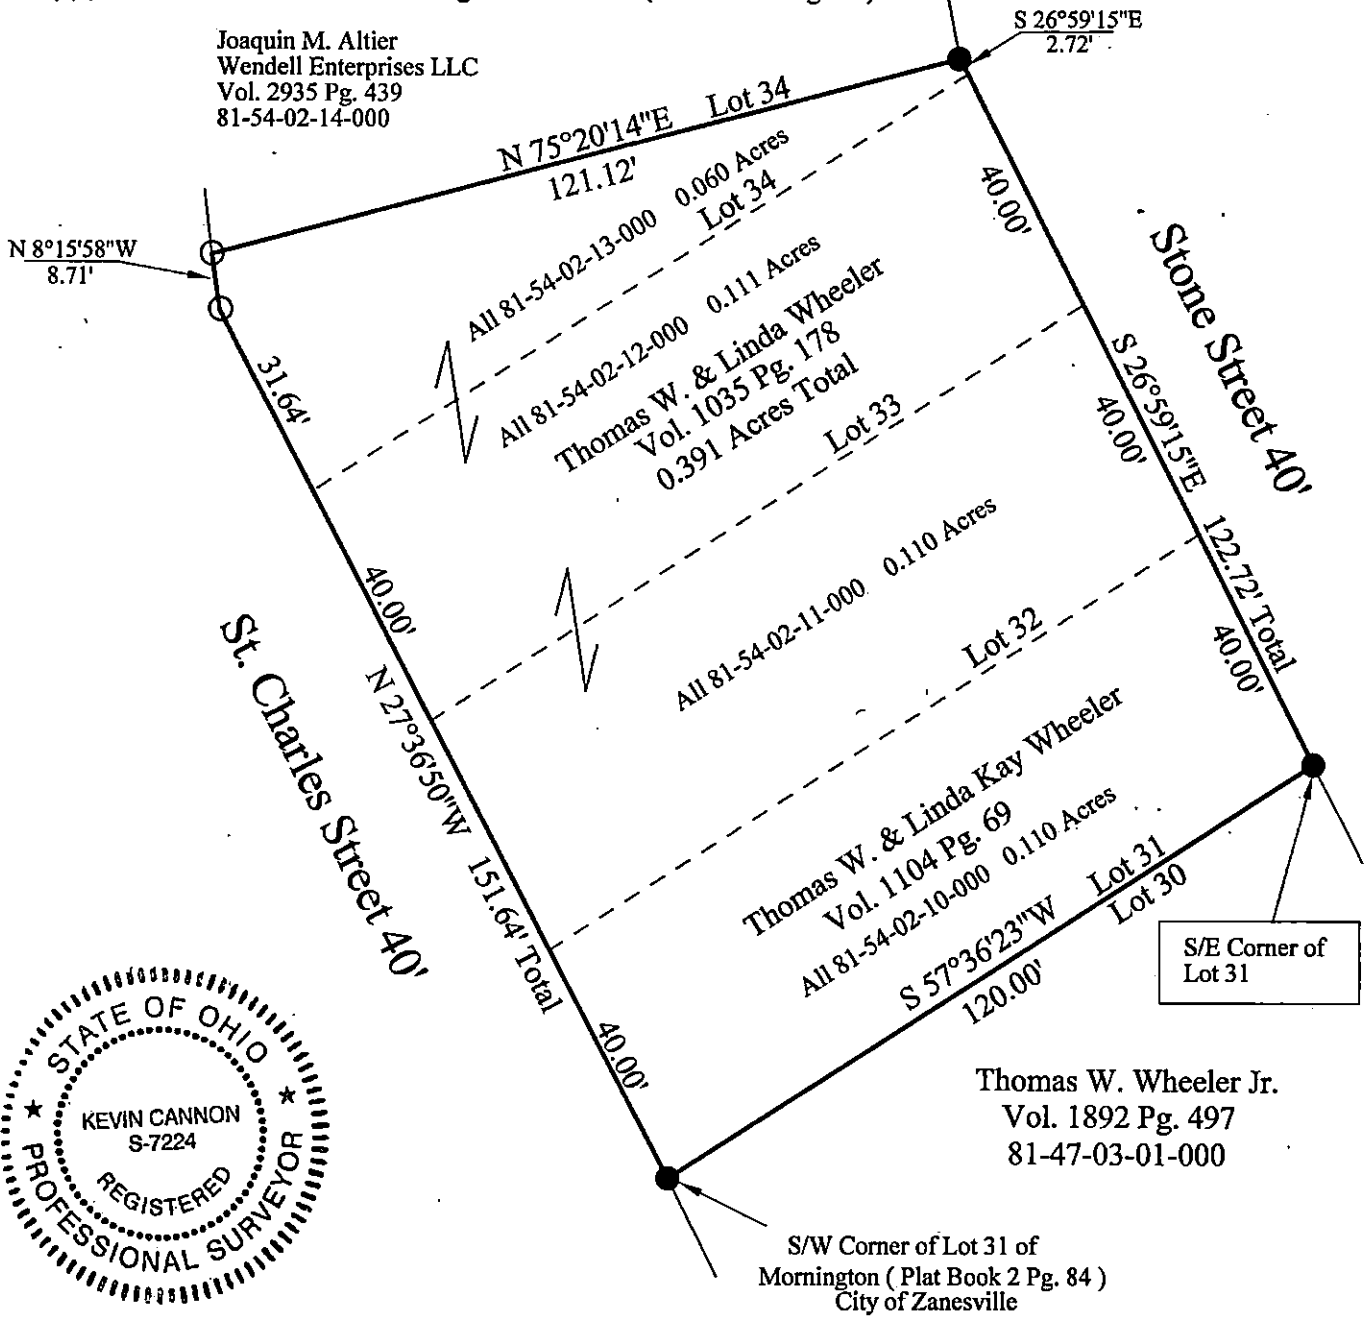 S 26°59'15"E
2.72'
Joaquin M. Altier
Wendell Enterprises LLC
Vol. 2935 Pg. 439
81-54-02-14-000
N 75°20'14"E Lot 34
121.12'
N 8°15'58"W
8.71'
All 81-54-02-13-000 0.060 Acres
Lot 34
40.00'
Stone Street 40'
All 81-54-02-12-000 0.111 Acres
Thomas W. & Linda Wheeler
Vol. 1035 Pg. 178
0.391 Acres Total
31.64'
Lot 33
S 26°59'15"E 122.72' Total
40.00'
All 81-54-02-11-000 0.110 Acres
40.00'
Lot 32
40.00'
St. Charles Street 40'
N 27°36'50"W 151.64' Total
Thomas W. & Linda Kay Wheeler
Vol. 1104 Pg. 69
All 81-54-02-10-000 0.110 Acres
Lot 31
S 57°36'23"W
120.00'
Lot 30
S/E Corner of
Lot 31
40.00'
Thomas W. Wheeler Jr.
Vol. 1892 Pg. 497
81-47-03-01-000
STATE OF OHIO
KEVIN CANNON
S-7224
REGISTERED
PROFESSIONAL SURVEYOR
S/W Corner of Lot 31 of
Mornington ( Plat Book 2 Pg. 84 )
City of Zanesville